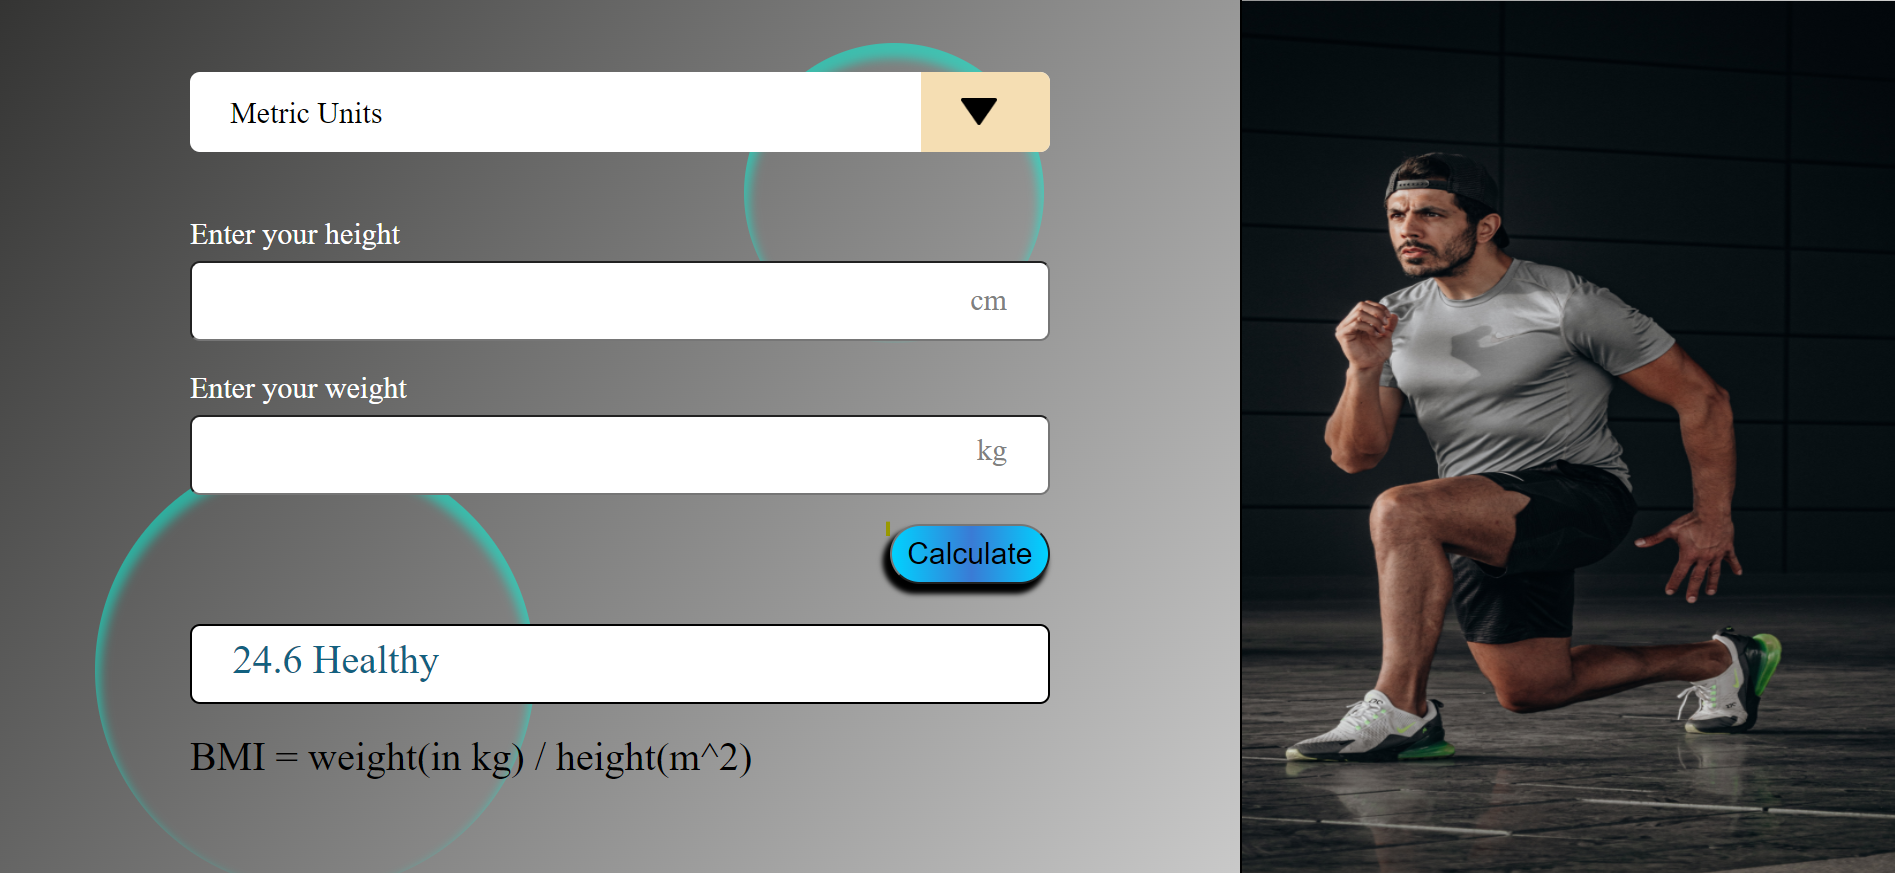 Metric Units
Enter your height
cm
Enter your weight
kg
Calculate
24.6 Healthy
BMI = weight(in kg) / height(m^2)